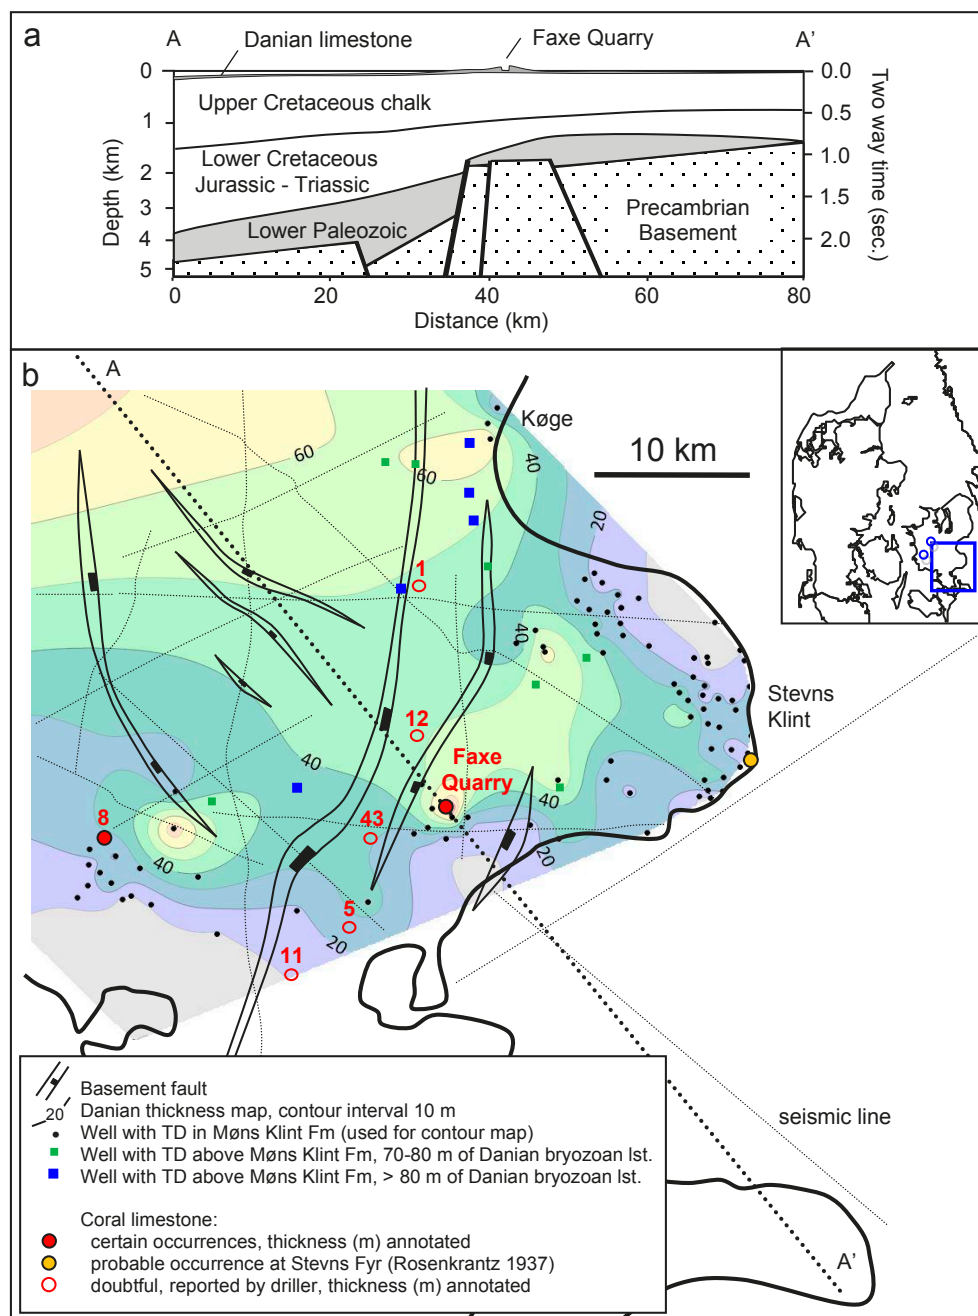 a
A
Danian limestone
Faxe Quarry
A’
0
Upper Cretaceous chalk
1
Lower Cretaceous
Jurassic - Triassic
2
3
Lower Paleozoic
4
5
Precambrian
Basement
Depth (km)
0.0
0.5
1.0
1.5
2.0
Two way time (sec.)
0 20 40 60 80
Distance (km)
b
A
Køge
10 km
60
60
40
20
1
40
40
Stevns
Klint
12
Faxe
Quarry
40
40
8
43
20
40
5
20
11
seismic line
A’
Basement fault
20 Danian thickness map, contour interval 10 m
Well with TD in Møns Klint Fm (used for contour map)
Well with TD above Møns Klint Fm, 70-80 m of Danian bryozoan lst.
Well with TD above Møns Klint Fm, > 80 m of Danian bryozoan lst.
Coral limestone:
certain occurrences, thickness (m) annotated
probable occurrence at Stevns Fyr (Rosenkrantz 1937)
doubtful, reported by driller, thickness (m) annotated